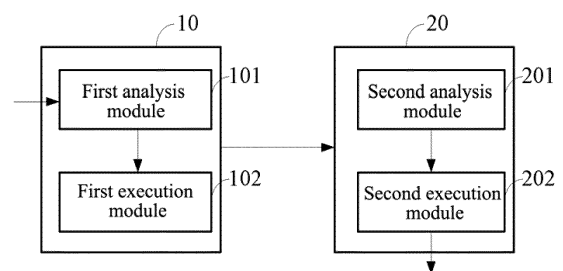 10
20
First analysis
module
101
Second analysis
module
201
First execution
module
102
Second execution
module
202